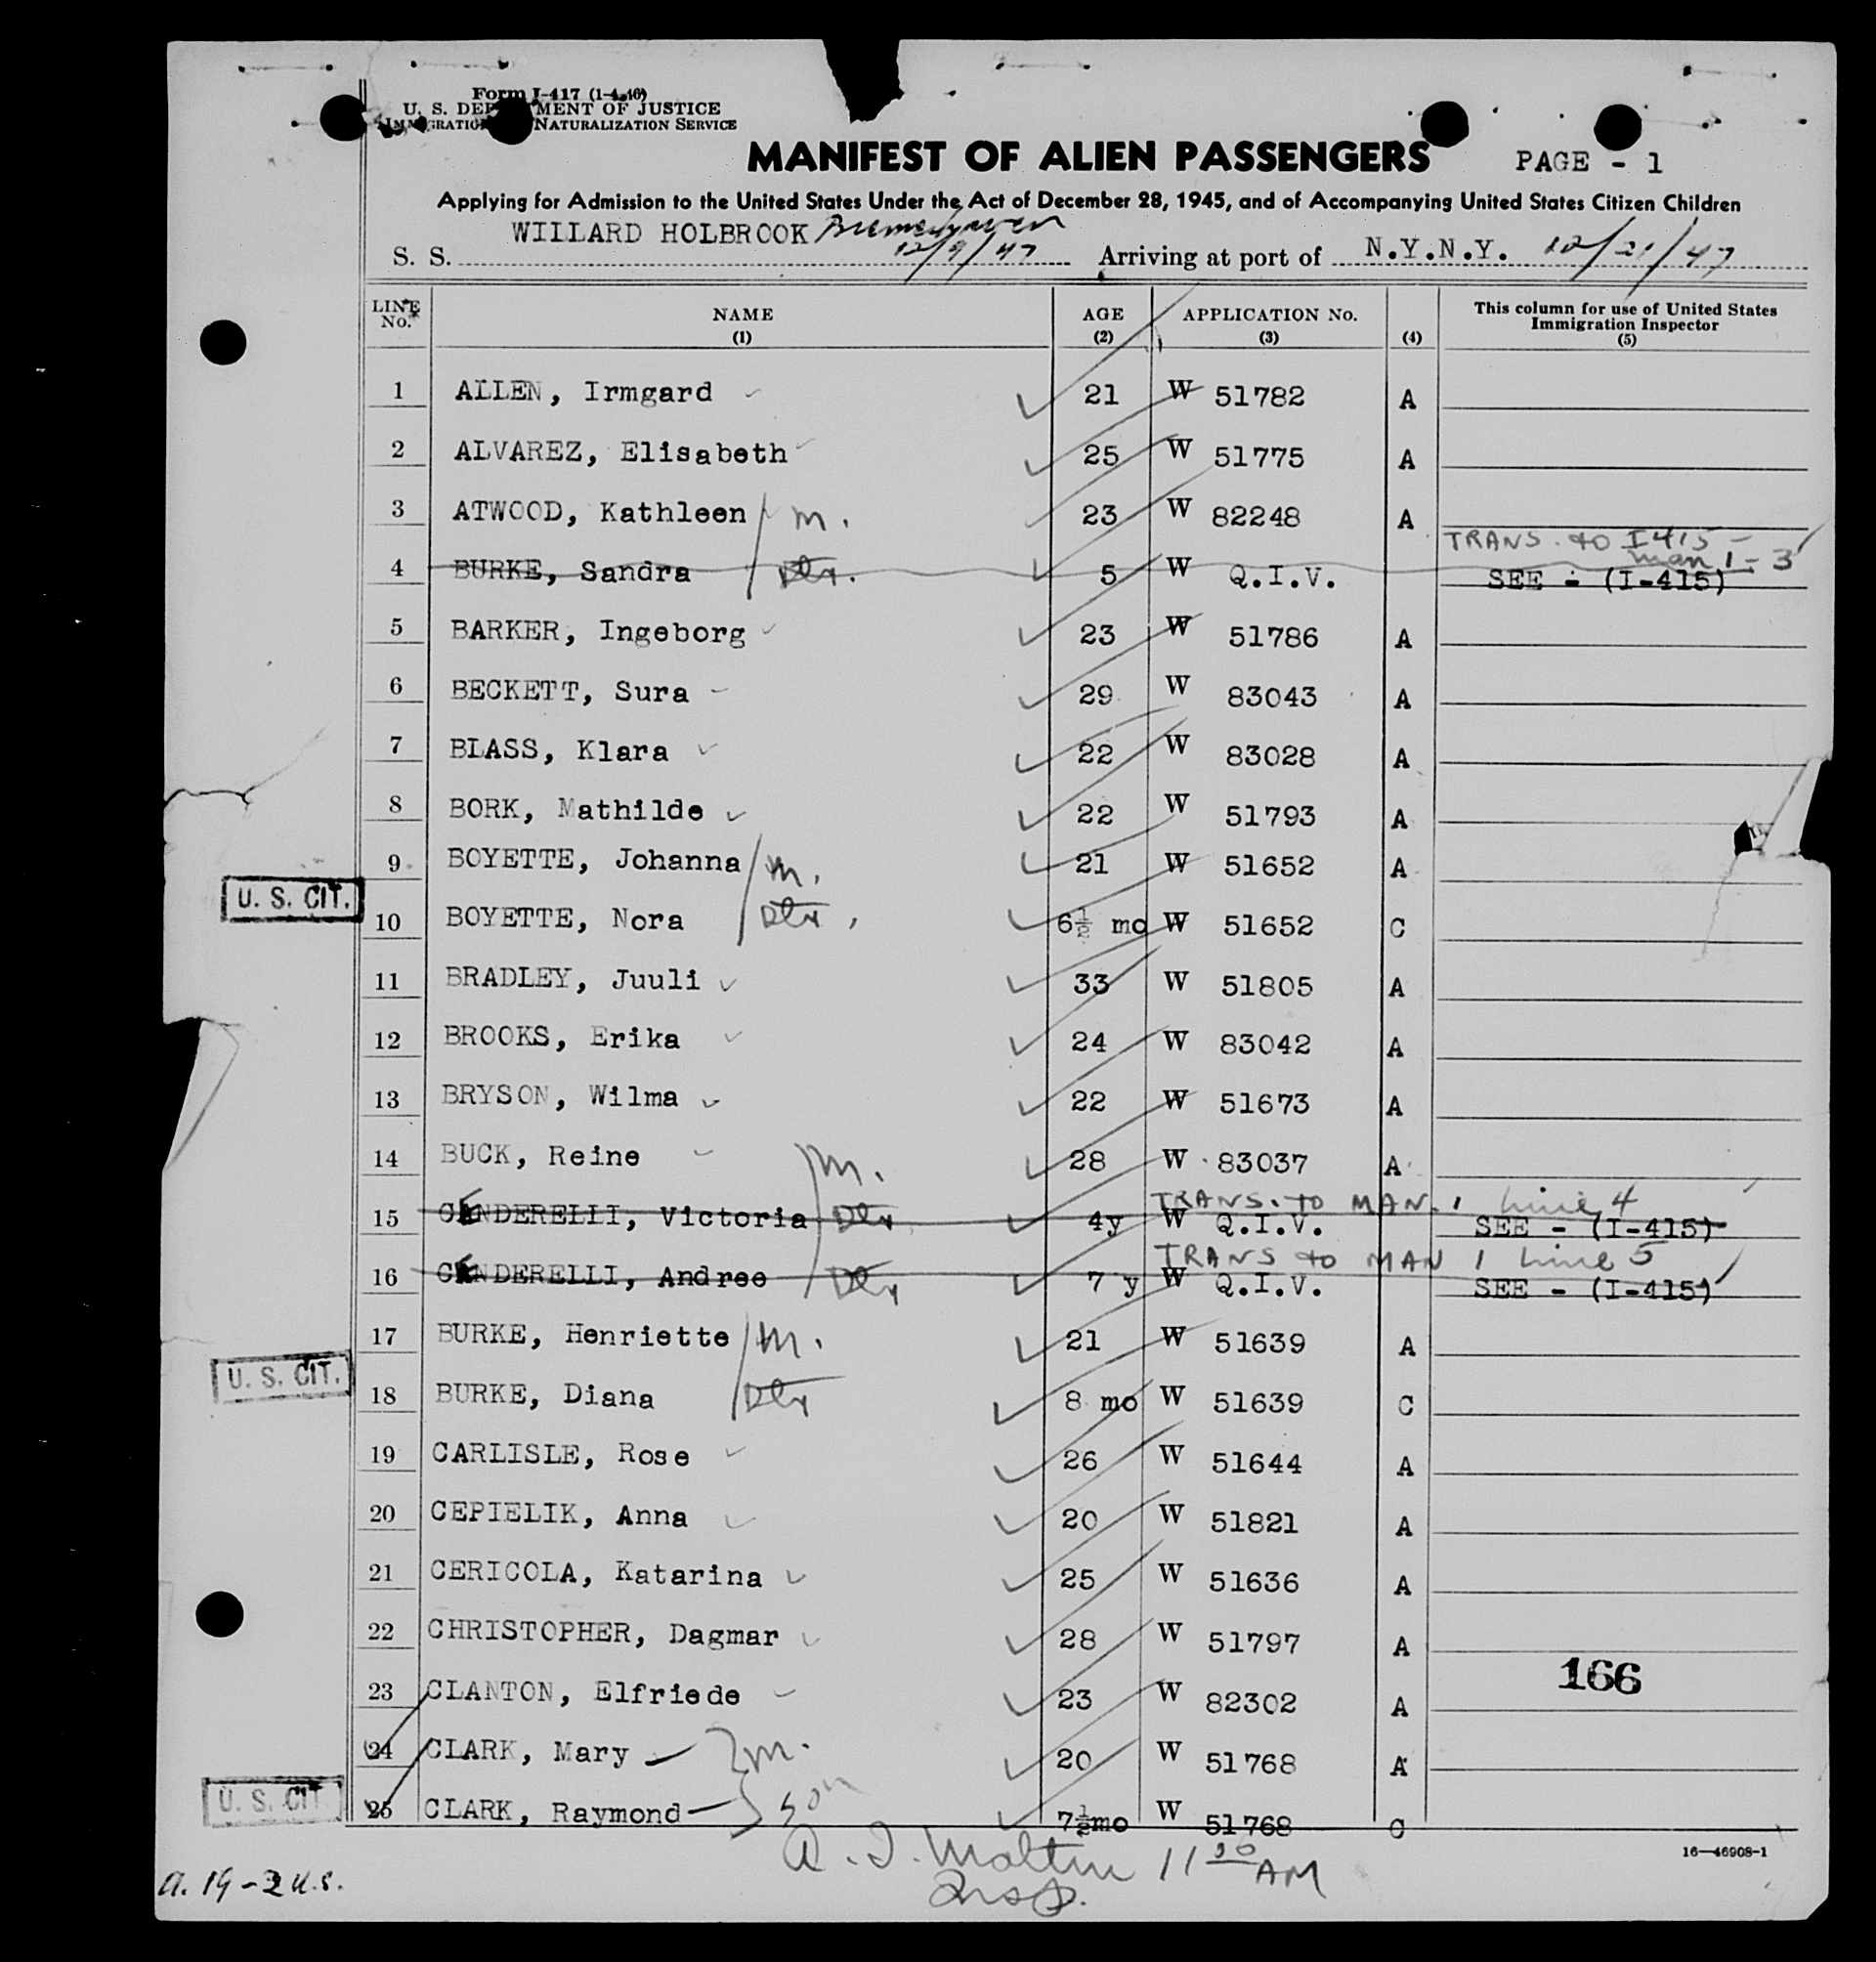 Form I-417 (1-4-46)
U. S. DEPARTMENT OF JUSTICE
IMMIGRATION NATURALIZATION SERVICE
MANIFEST OF ALIEN PASSENGERS PAGE - 1
Applying for Admission to the United States Under the Act of December 28, 1945, and of Accompanying United States Citizen Children
S. S. WILLARD HOLBROOK Bremerhaven 12/9/47 Arriving at port of N.Y.N.Y. 12/21/47
LINE No. NAME (1) AGE (2) APPLICATION No. (3) (4) This column for use of United States Immigration Inspector (5)
1 ALLEN, Irmgard 21 W 51782 A
2 ALVAREZ, Elisabeth 25 W 51775 A
3 ATWOOD, Kathleen m. 23 W 82248 A
TRANS. to I415 - man 1 - 3
4 BURKE, Sandra Dtr. 5 W Q.I.V. SEE - (I-415)
5 BARKER, Ingeborg 23 W 51786 A
6 BECKETT, Sura 29 W 83043 A
7 BLASS, Klara 22 W 83028 A
8 BORK, Mathilde 22 W 51793 A
9 BOYETTE, Johanna m. 21 W 51652 A
U. S. CIT.
10 BOYETTE, Nora Dtr. 6½ mo W 51652 C
11 BRADLEY, Juuli 33 W 51805 A
12 BROOKS, Erika 24 W 83042 A
13 BRYSON, Wilma 22 W 51673 A
14 BUCK, Reine m. 28 W 83037 A
TRANS. to MAN. 1 Line 4
15 CENDERELLI, Victoria Dtr 4y W Q.I.V. SEE - (I-415)
TRANS to MAN 1 Line 5
16 CENDERELLI, Andree Dtr 7 y W Q.I.V. SEE - (I-415)
17 BURKE, Henriette m. 21 W 51639 A
U. S. CIT.
18 BURKE, Diana Dtr 8 mo W 51639 C
19 CARLISLE, Rose 26 W 51644 A
20 CEPIELIK, Anna 20 W 51821 A
21 CERICOLA, Katarina 25 W 51636 A
22 CHRISTOPHER, Dagmar 28 W 51797 A
166
23 CLANTON, Elfriede 23 W 82302 A
24 CLARK, Mary m. 20 W 51768 A
U. S. CIT
25 CLARK, Raymond son 7½mo W 51768 C
16—46908-1
A. I. 11 30 AM
Insp.
a. 19 - 2 U.S.